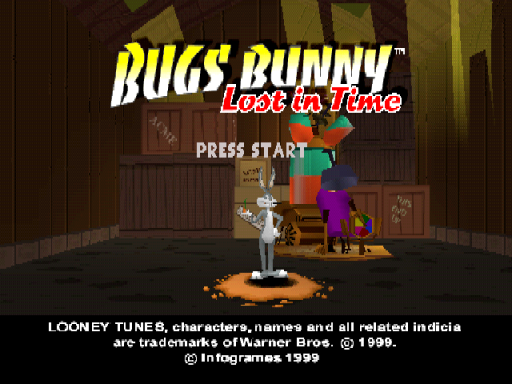 BUGS BUNNY™
Lost in Time
ACME
PRESS START
LOONEY TUNES, characters, names and all related indicia
are trademarks of Warner Bros. © 1999.
© Infogrames 1999